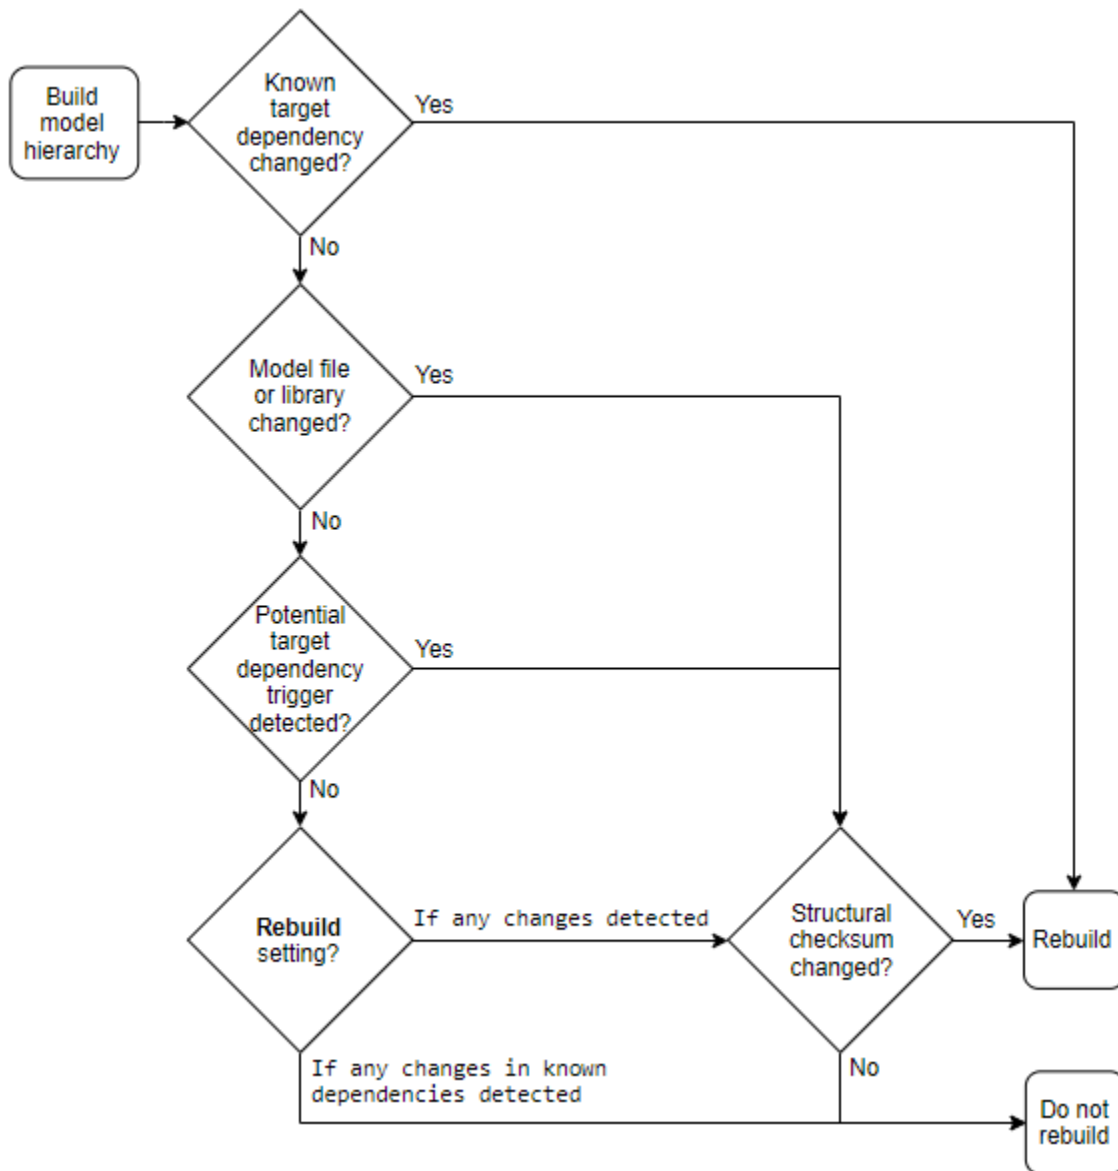 Build
model
hierarchy
Known
target
dependency
changed?
Yes
No
Model file
or library
changed?
Yes
No
Potential
target
dependency
trigger
detected?
Yes
No
Rebuild
setting?
If any changes detected
Structural
checksum
changed?
Yes
Rebuild
If any changes in known
dependencies detected
No
Do not
rebuild